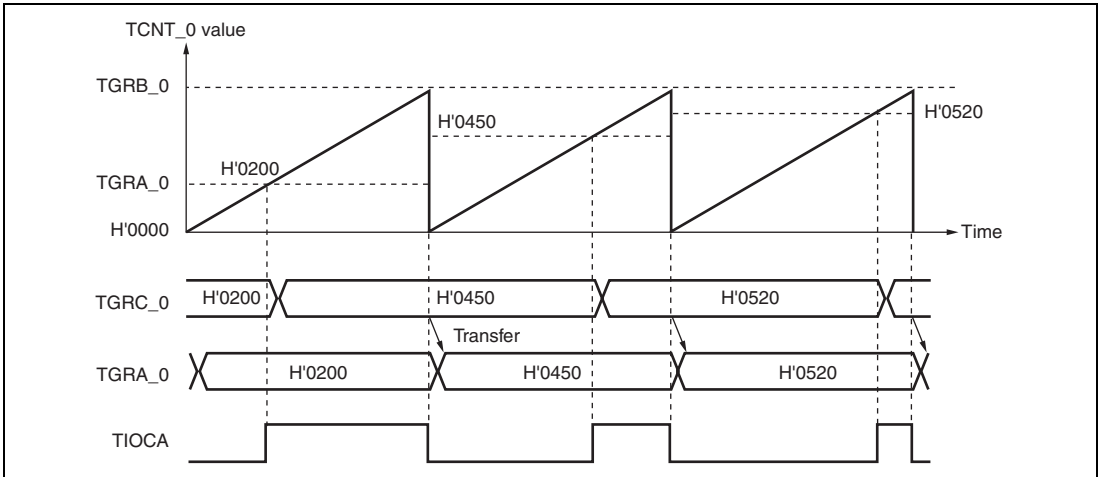 TCNT_0 value
TGRB_0
H'0520
H'0450
H'0200
TGRA_0
H'0000
Time
TGRC_0
H'0200
H'0450
H'0520
Transfer
TGRA_0
H'0200
H'0450
H'0520
TIOCA